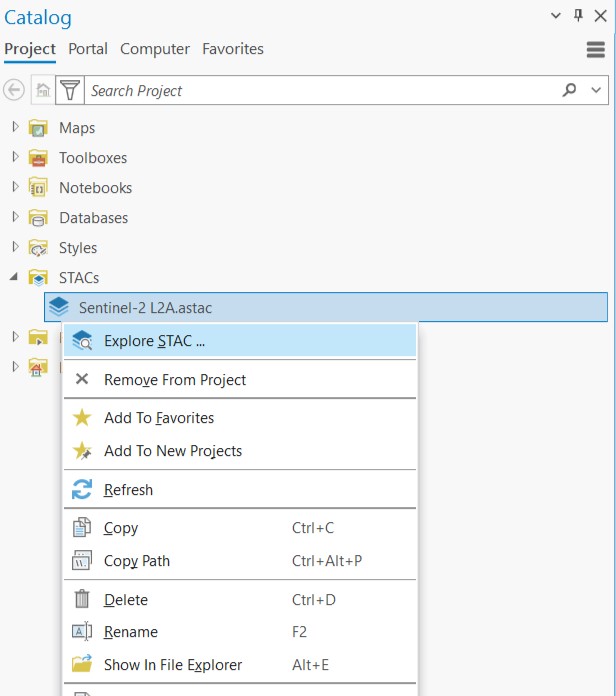 Catalog
Project Portal Computer Favorites
Search Project
Maps
Toolboxes
Notebooks
Databases
Styles
STACs
Sentinel-2 L2A.astac
Explore STAC ...
Remove From Project
Add To Favorites
Add To New Projects
Refresh
Copy Ctrl+C
Copy Path Ctrl+Alt+P
Delete Ctrl+D
Rename F2
Show In File Explorer Alt+E